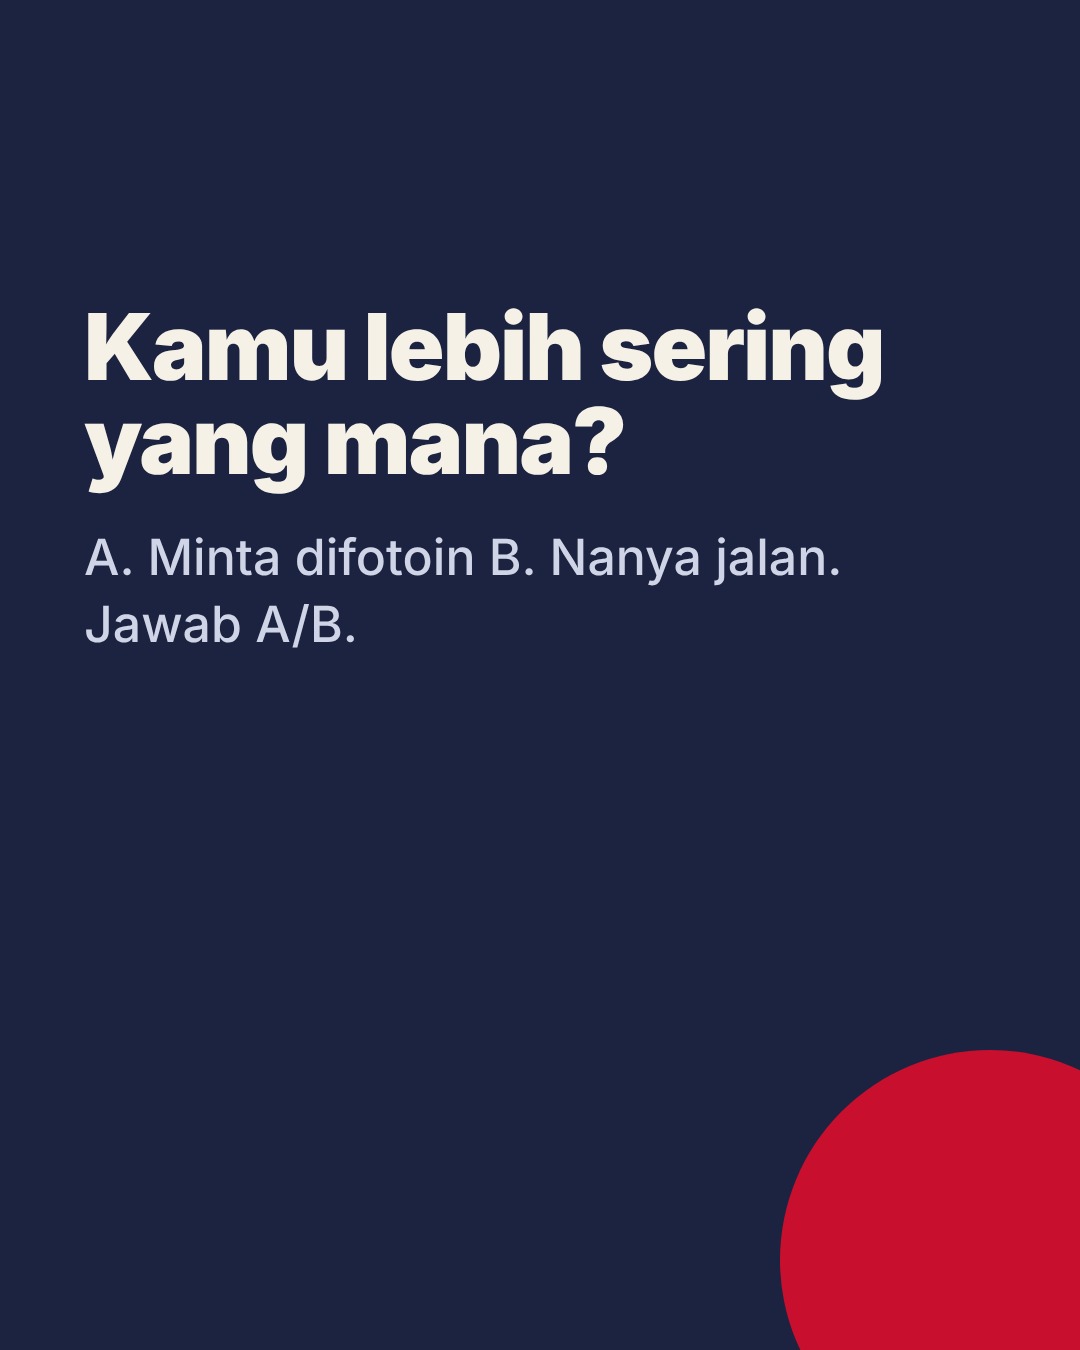 Kamu lebih sering
yang mana?
A. Minta difotoin B. Nanya jalan.
Jawab A/B.